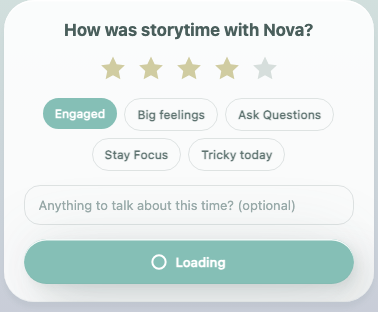 How was storytime with Nova?
Engaged Big feelings Ask Questions
Stay Focus Tricky today
Anything to talk about this time? (optional)
Loading